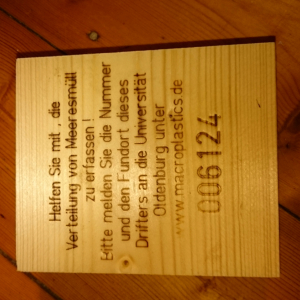 Helfen Sie mit, die
Verteilung von Meeresmüll
zu erfassen!
Bitte melden Sie die Nummer
und den Fundort dieses
Drifters an die Universität
Oldenburg unter
www.macroplastics.de
006124